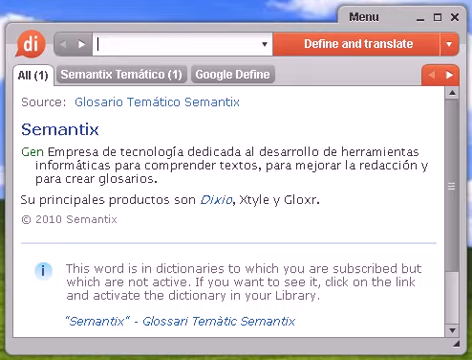 Menu
di
Define and translate
All (1)
Semantix Temático (1)
Google Define
Source: Glosario Temático Semantix
Semantix
Gen Empresa de tecnología dedicada al desarrollo de herramientas
informáticas para comprender textos, para mejorar la redacción y
para crear glosarios.
Su principales productos son Dixio, Xtyle y Gloxr.
© 2010 Semantix
i
This word is in dictionaries to which you are subscribed but
which are not active. If you want to see it, click on the link
and activate the dictionary in your Library.
"Semantix" - Glossari Temàtic Semantix